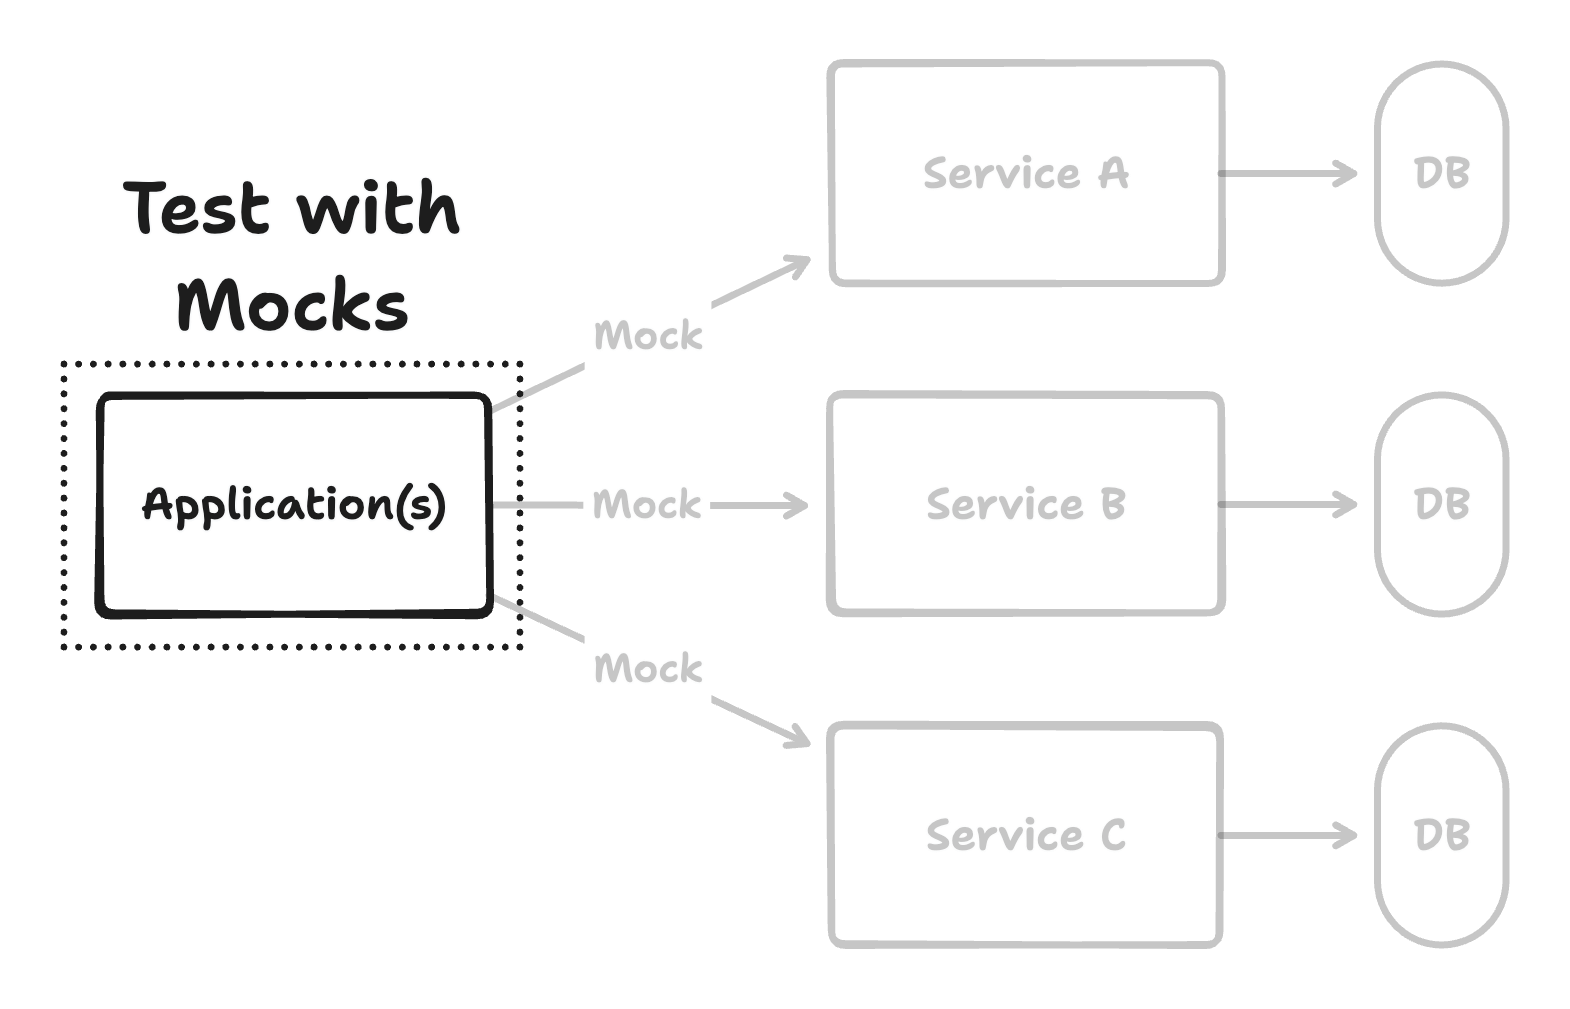 Test with
Mocks
Application(s)
Mock
Mock
Mock
Service A
DB
Service B
DB
Service C
DB